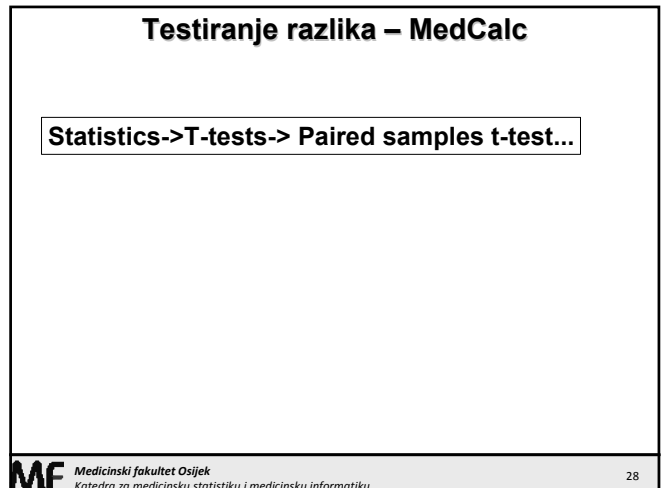 Testiranje razlika – MedCalc
Statistics->T-tests-> Paired samples t-test...
MF Medicinski fakultet Osijek
Katedra za medicinsku statistiku i medicinsku informatiku
28